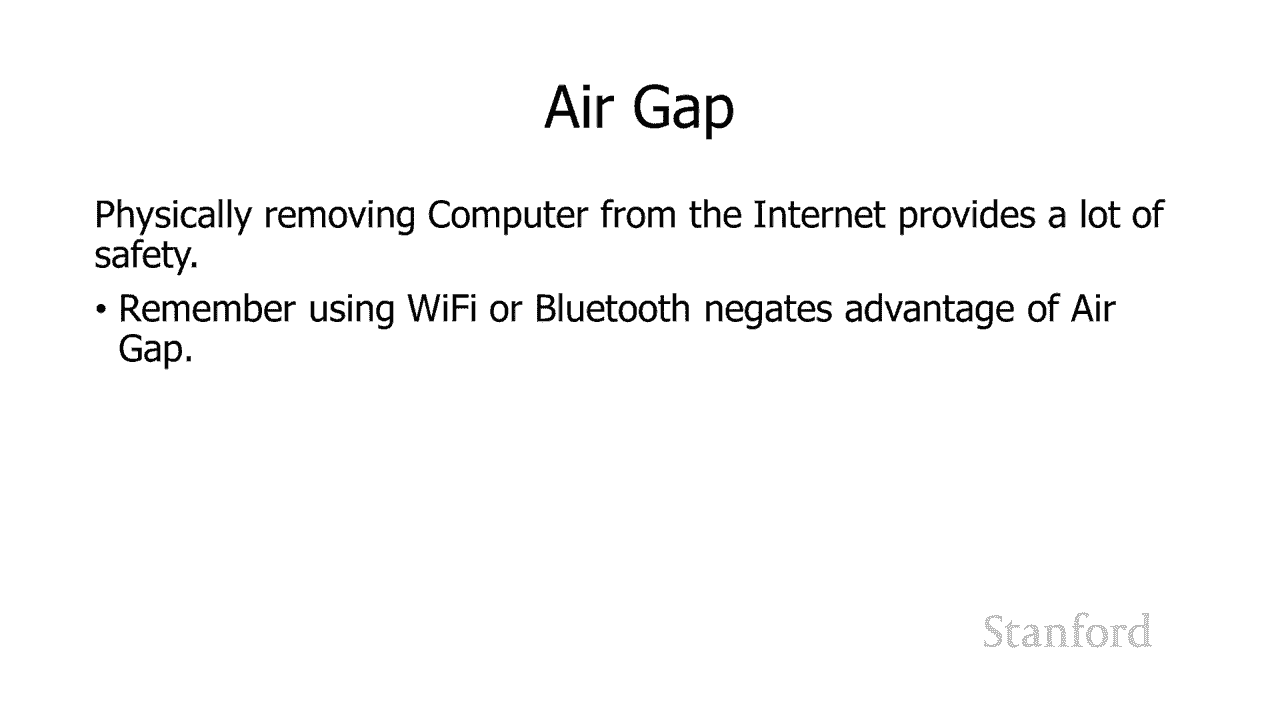 Air Gap
Physically removing Computer from the Internet provides a lot of
safety.
• Remember using WiFi or Bluetooth negates advantage of Air
Gap.
Stanford